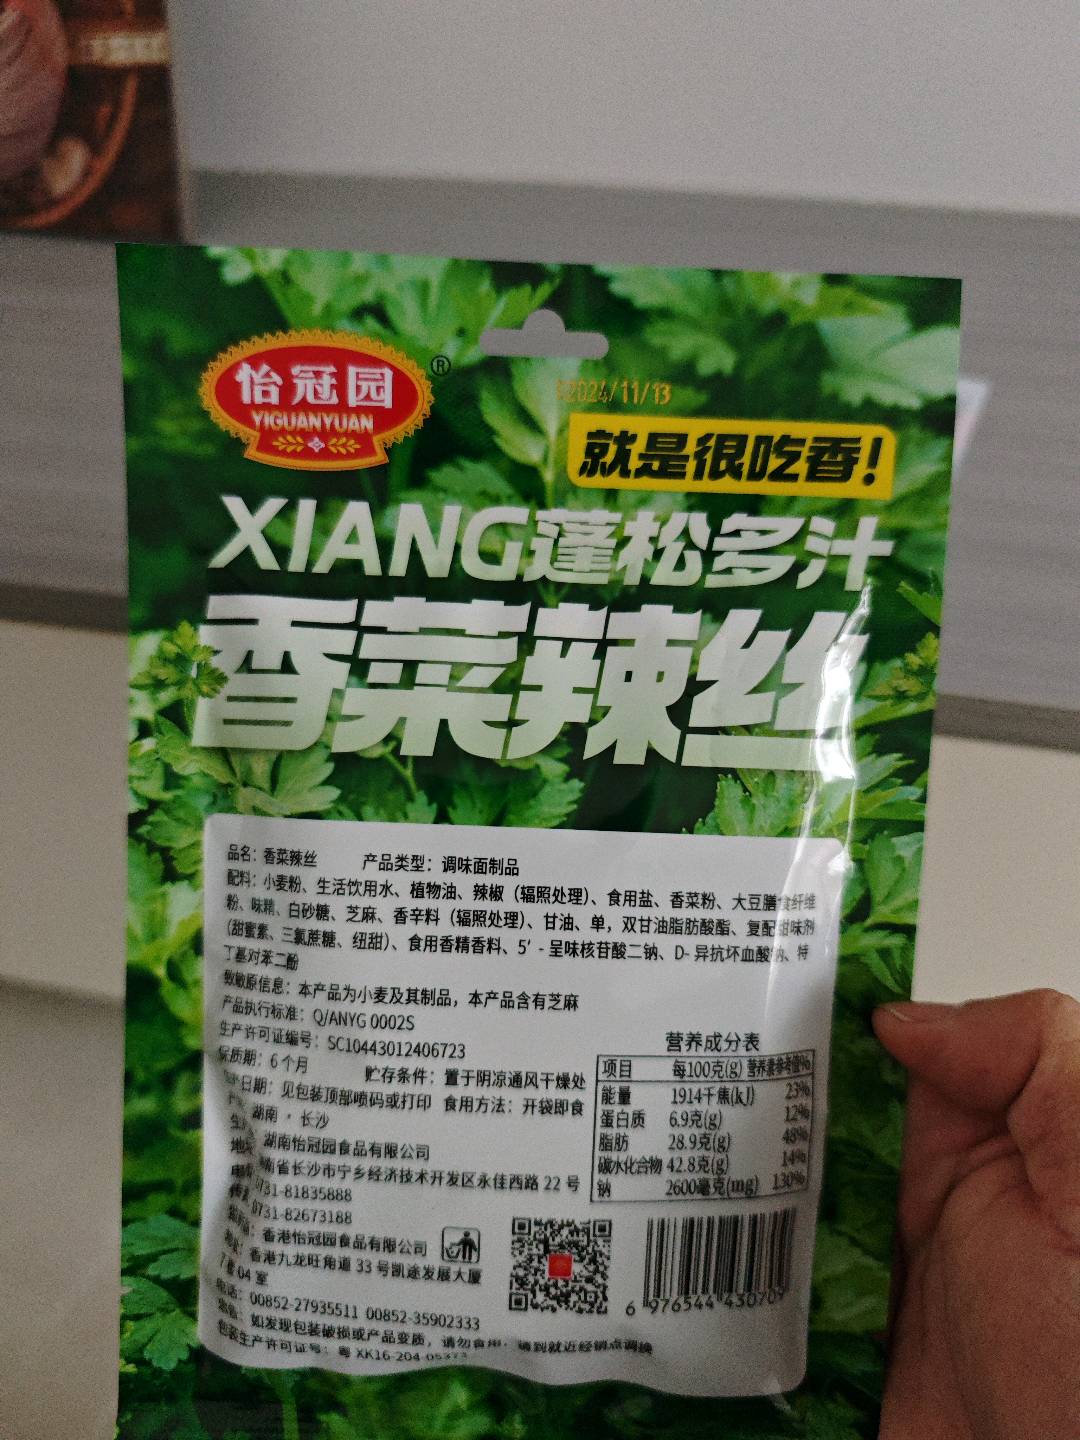 怡冠园
®
YIGUANYUAN
2024/11/13
就是很吃香！
XIANG蓬松多汁
香菜辣丝
品名：香菜辣丝 产品类型：调味面制品
配料：小麦粉、生活饮用水、植物油、辣椒（辐照处理）、食用盐、香菜粉、大豆膳食纤维
粉、味精、白砂糖、芝麻、香辛料（辐照处理）、甘油、单，双甘油脂肪酸酯、复配甜味剂
（甜蜜素、三氯蔗糖、纽甜）、食用香精香料、5’-呈味核苷酸二钠、D-异抗坏血酸钠、特
丁基对苯二酚
致敏原信息：本产品为小麦及其制品，本产品含有芝麻
产品执行标准：Q/ANYG 0002S
生产许可证编号：SC10443012406723
保质期：6个月 贮存条件：置于阴凉通风干燥处
日期：见包装顶部喷码或打印 食用方法：开袋即食
湖南，长沙
湖南怡冠园食品有限公司
南省长沙市宁乡经济技术开发区永佳西路 22 号
0731-81835888
0731-82673188
香港怡冠园食品有限公司
香港九龙旺角道 33 号凯途发展大厦
7 04 室
00852-27935511 00852-35902333
如发现包装破损或产品变质，请勿食用，请到就近经销点调换
包装生产许可证号：粤 XK16-204-05373
营养成分表
项目 每100克(g) 营养素参考值%
能量 1914千焦(kJ) 23%
蛋白质 6.9克(g) 12%
脂肪 28.9克(g) 48%
碳水化合物 42.8克(g) 14%
钠 2600毫克(mg) 130%
6 976544 430709